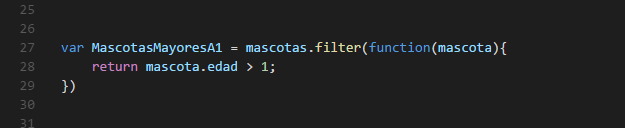 25
26
27 var MascotasMayoresA1 = mascotas.filter(function(mascota){
28     return mascota.edad > 1;
29 })
30
31